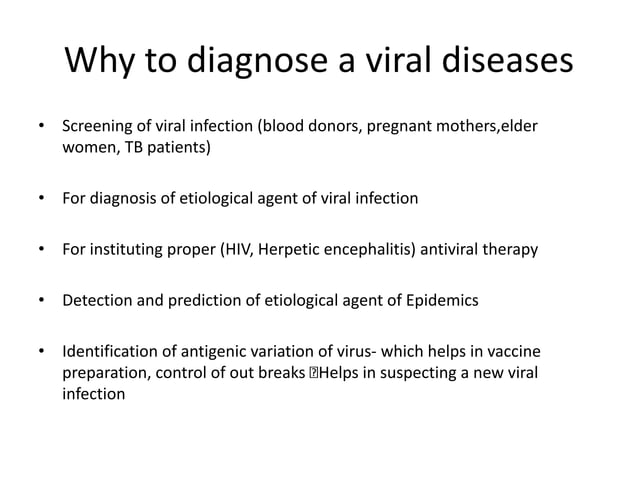 Why to diagnose a viral diseases
• Screening of viral infection (blood donors, pregnant mothers,elder
women, TB patients)
• For diagnosis of etiological agent of viral infection
• For instituting proper (HIV, Herpetic encephalitis) antiviral therapy
• Detection and prediction of etiological agent of Epidemics
• Identification of antigenic variation of virus- which helps in vaccine
preparation, control of out breaks ⍰Helps in suspecting a new viral
infection